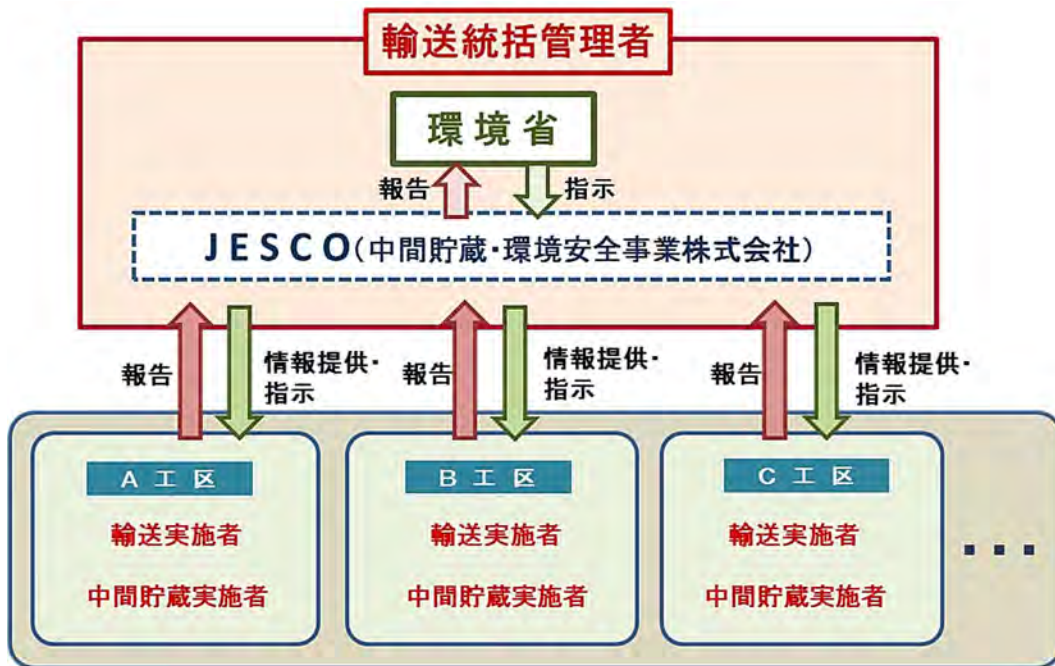 輸送統括管理者
環境省
報告
指示
JESCO(中間貯蔵・環境安全事業株式会社)
報告
情報提供・
指示
報告
情報提供・
指示
報告
情報提供・
指示
A工区
輸送実施者
中間貯蔵実施者
B工区
輸送実施者
中間貯蔵実施者
C工区
輸送実施者
中間貯蔵実施者
...